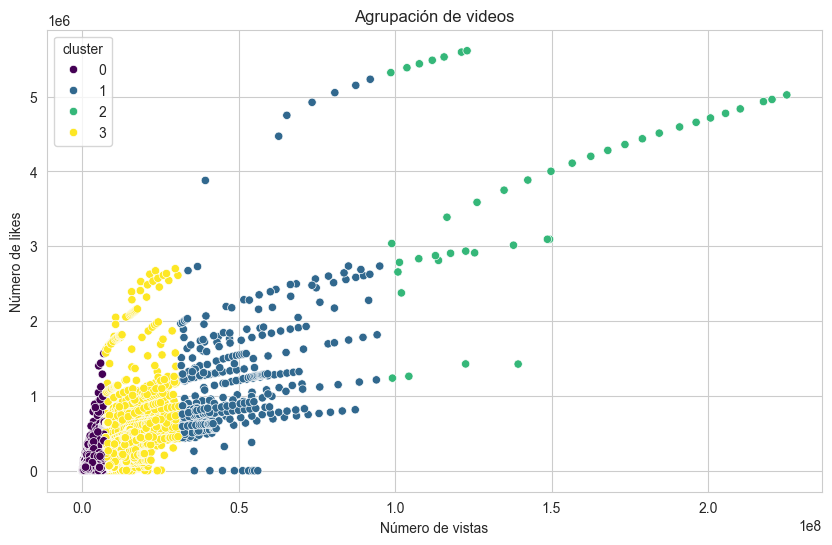 Agrupación de videos
1e6
cluster
0
1
2
3
5
4
3
2
1
0
Número de likes
0.0
0.5
1.0
1.5
2.0
1e8
Número de vistas